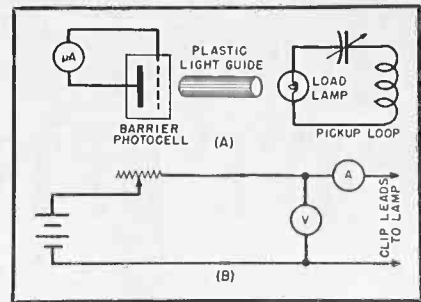 μA
PLASTIC
LIGHT GUIDE
LOAD
LAMP
BARRIER
PHOTOCELL
(A)
PICKUP LOOP
A
V
CLIP LEADS
TO LAMP
(B)